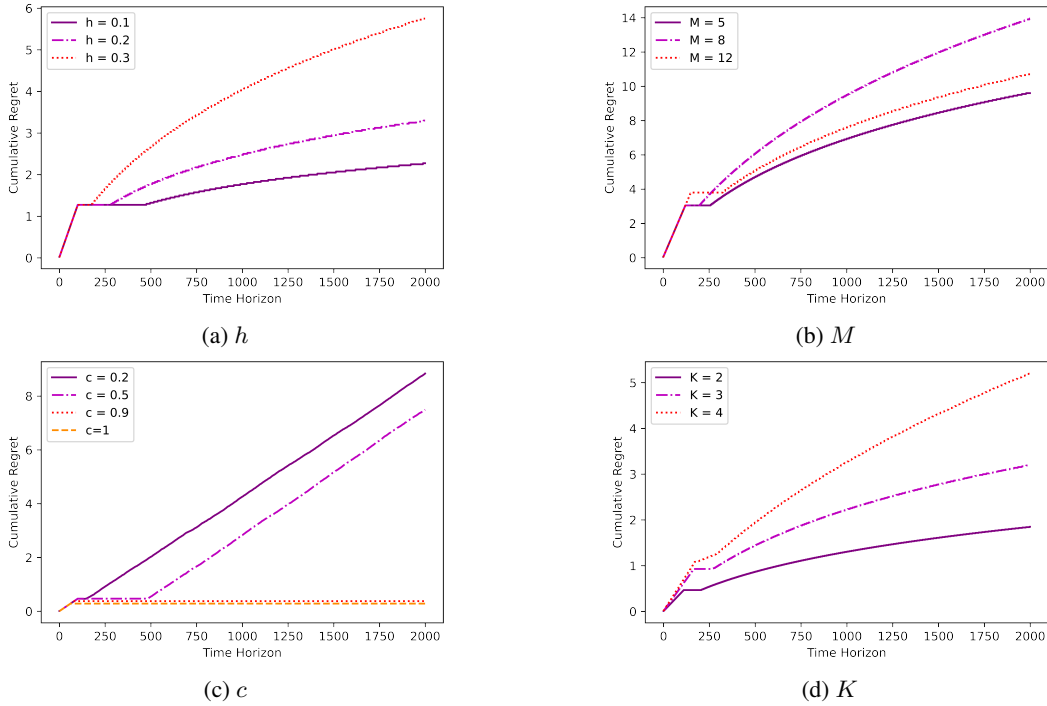 6
5
4
3
2
1
0
Cumulative Regret
h = 0.1
h = 0.2
h = 0.3
0 250 500 750 1000 1250 1500 1750 2000
Time Horizon
(a) h
14
12
10
8
6
4
2
0
Cumulative Regret
M = 5
M = 8
M = 12
0 250 500 750 1000 1250 1500 1750 2000
Time Horizon
(b) M
8
6
4
2
0
Cumulative Regret
c = 0.2
c = 0.5
c = 0.9
c=1
0 250 500 750 1000 1250 1500 1750 2000
Time Horizon
(c) c
5
4
3
2
1
0
Cumulative Regret
K = 2
K = 3
K = 4
0 250 500 750 1000 1250 1500 1750 2000
Time Horizon
(d) K